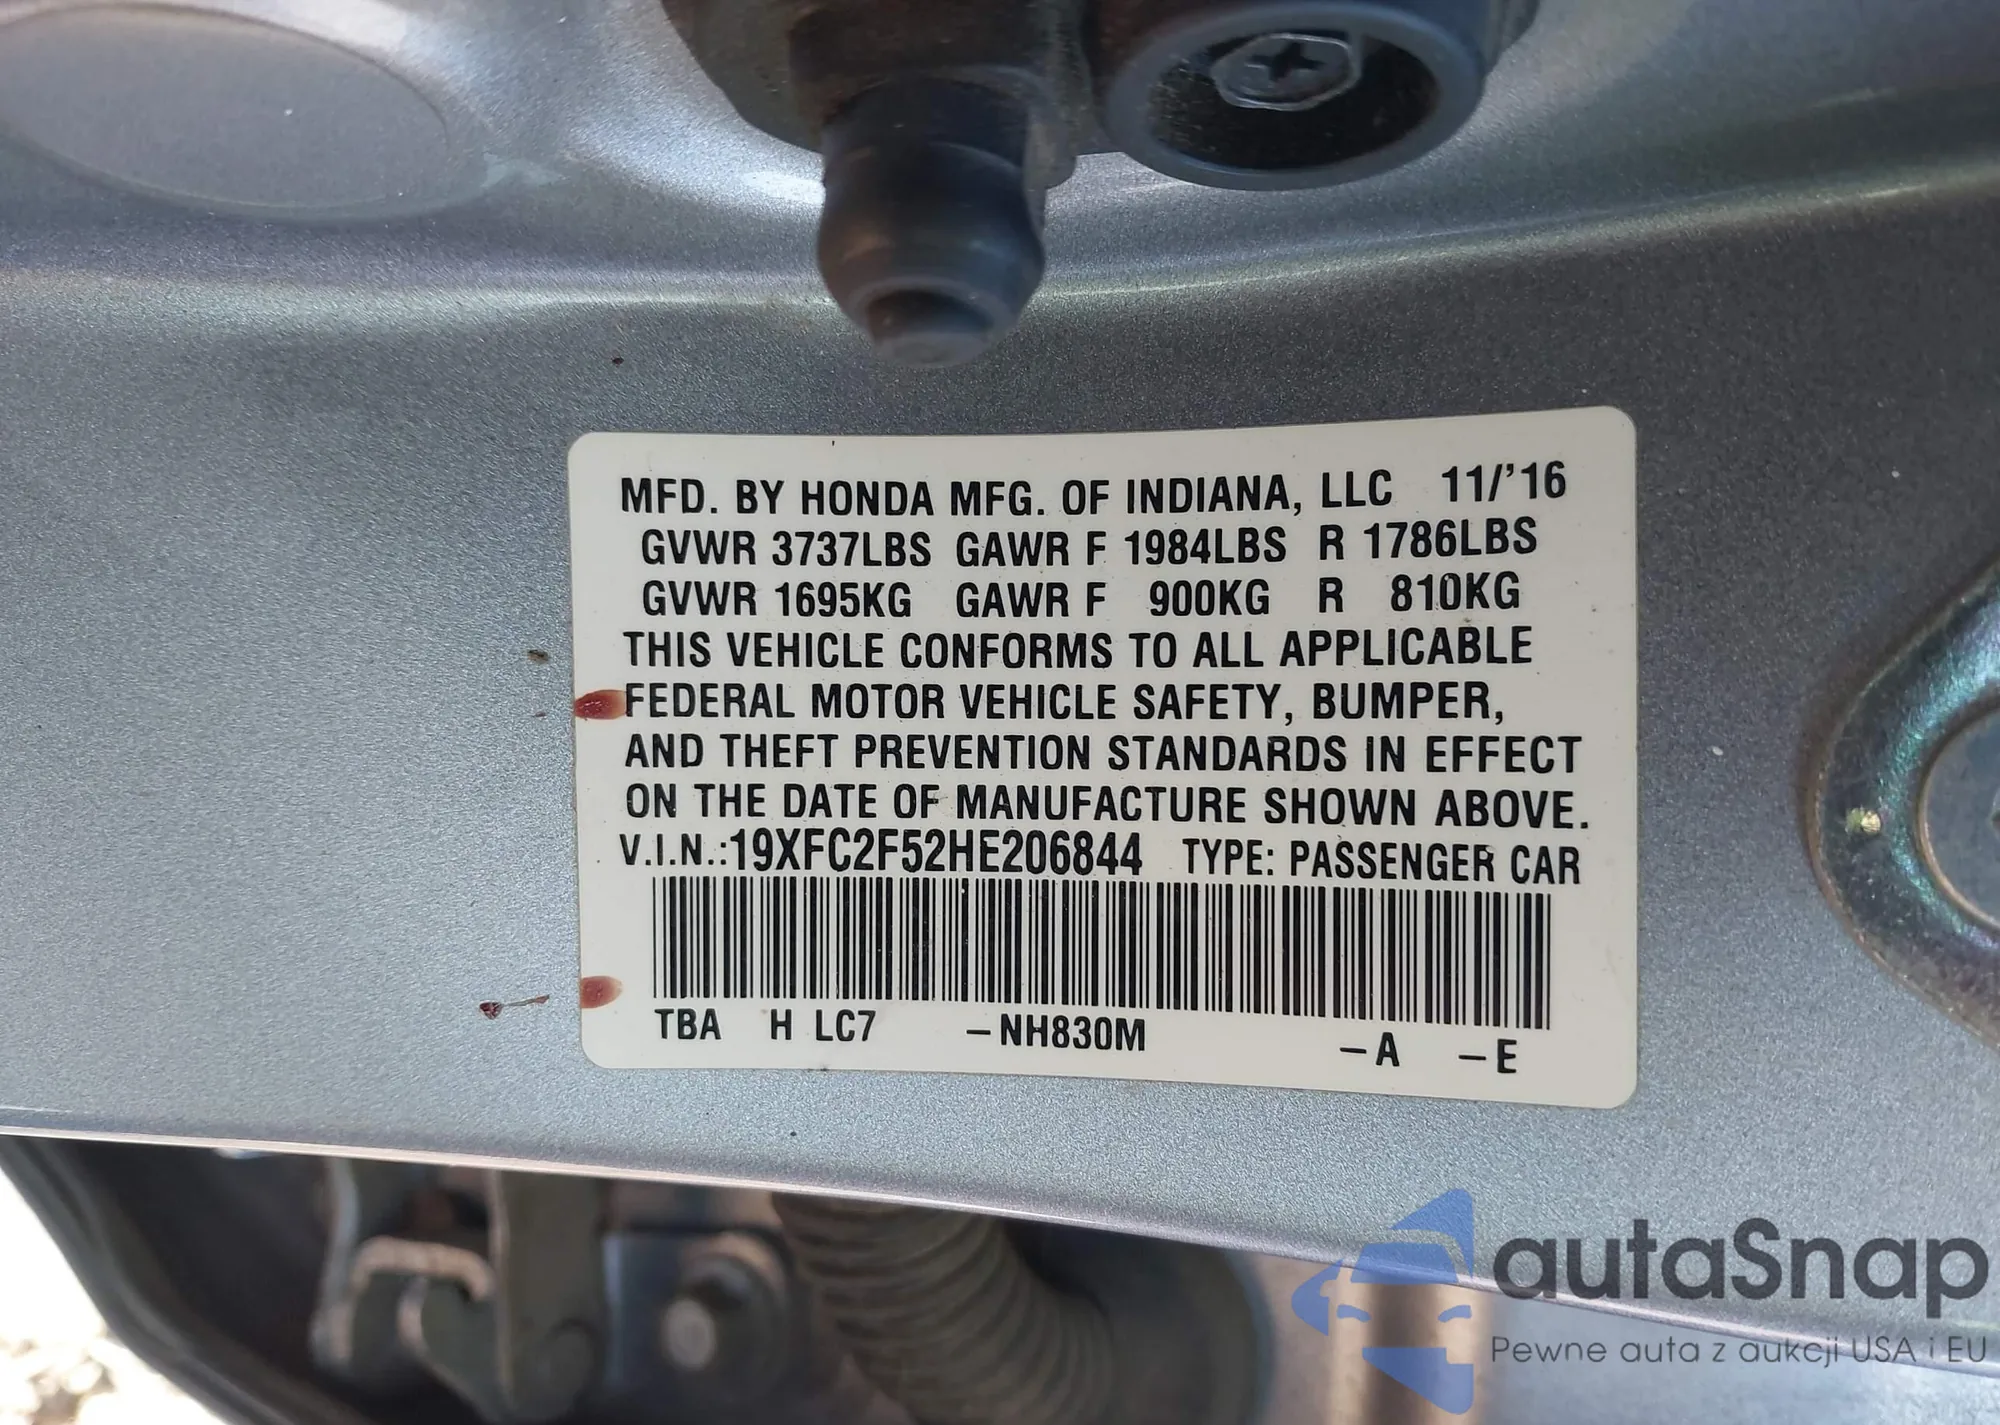 MFD. BY HONDA MFG. OF INDIANA, LLC 11/'16
GVWR 3737LBS GAWR F 1984LBS R 1786LBS
GVWR 1695KG GAWR F 900KG R 810KG
THIS VEHICLE CONFORMS TO ALL APPLICABLE
FEDERAL MOTOR VEHICLE SAFETY, BUMPER,
AND THEFT PREVENTION STANDARDS IN EFFECT
ON THE DATE OF MANUFACTURE SHOWN ABOVE.
V.I.N.:19XFC2F52HE206844 TYPE: PASSENGER CAR
TBA H LC7 –NH830M –A –E
autaSnap
Pewne auta z aukcji USA i EU